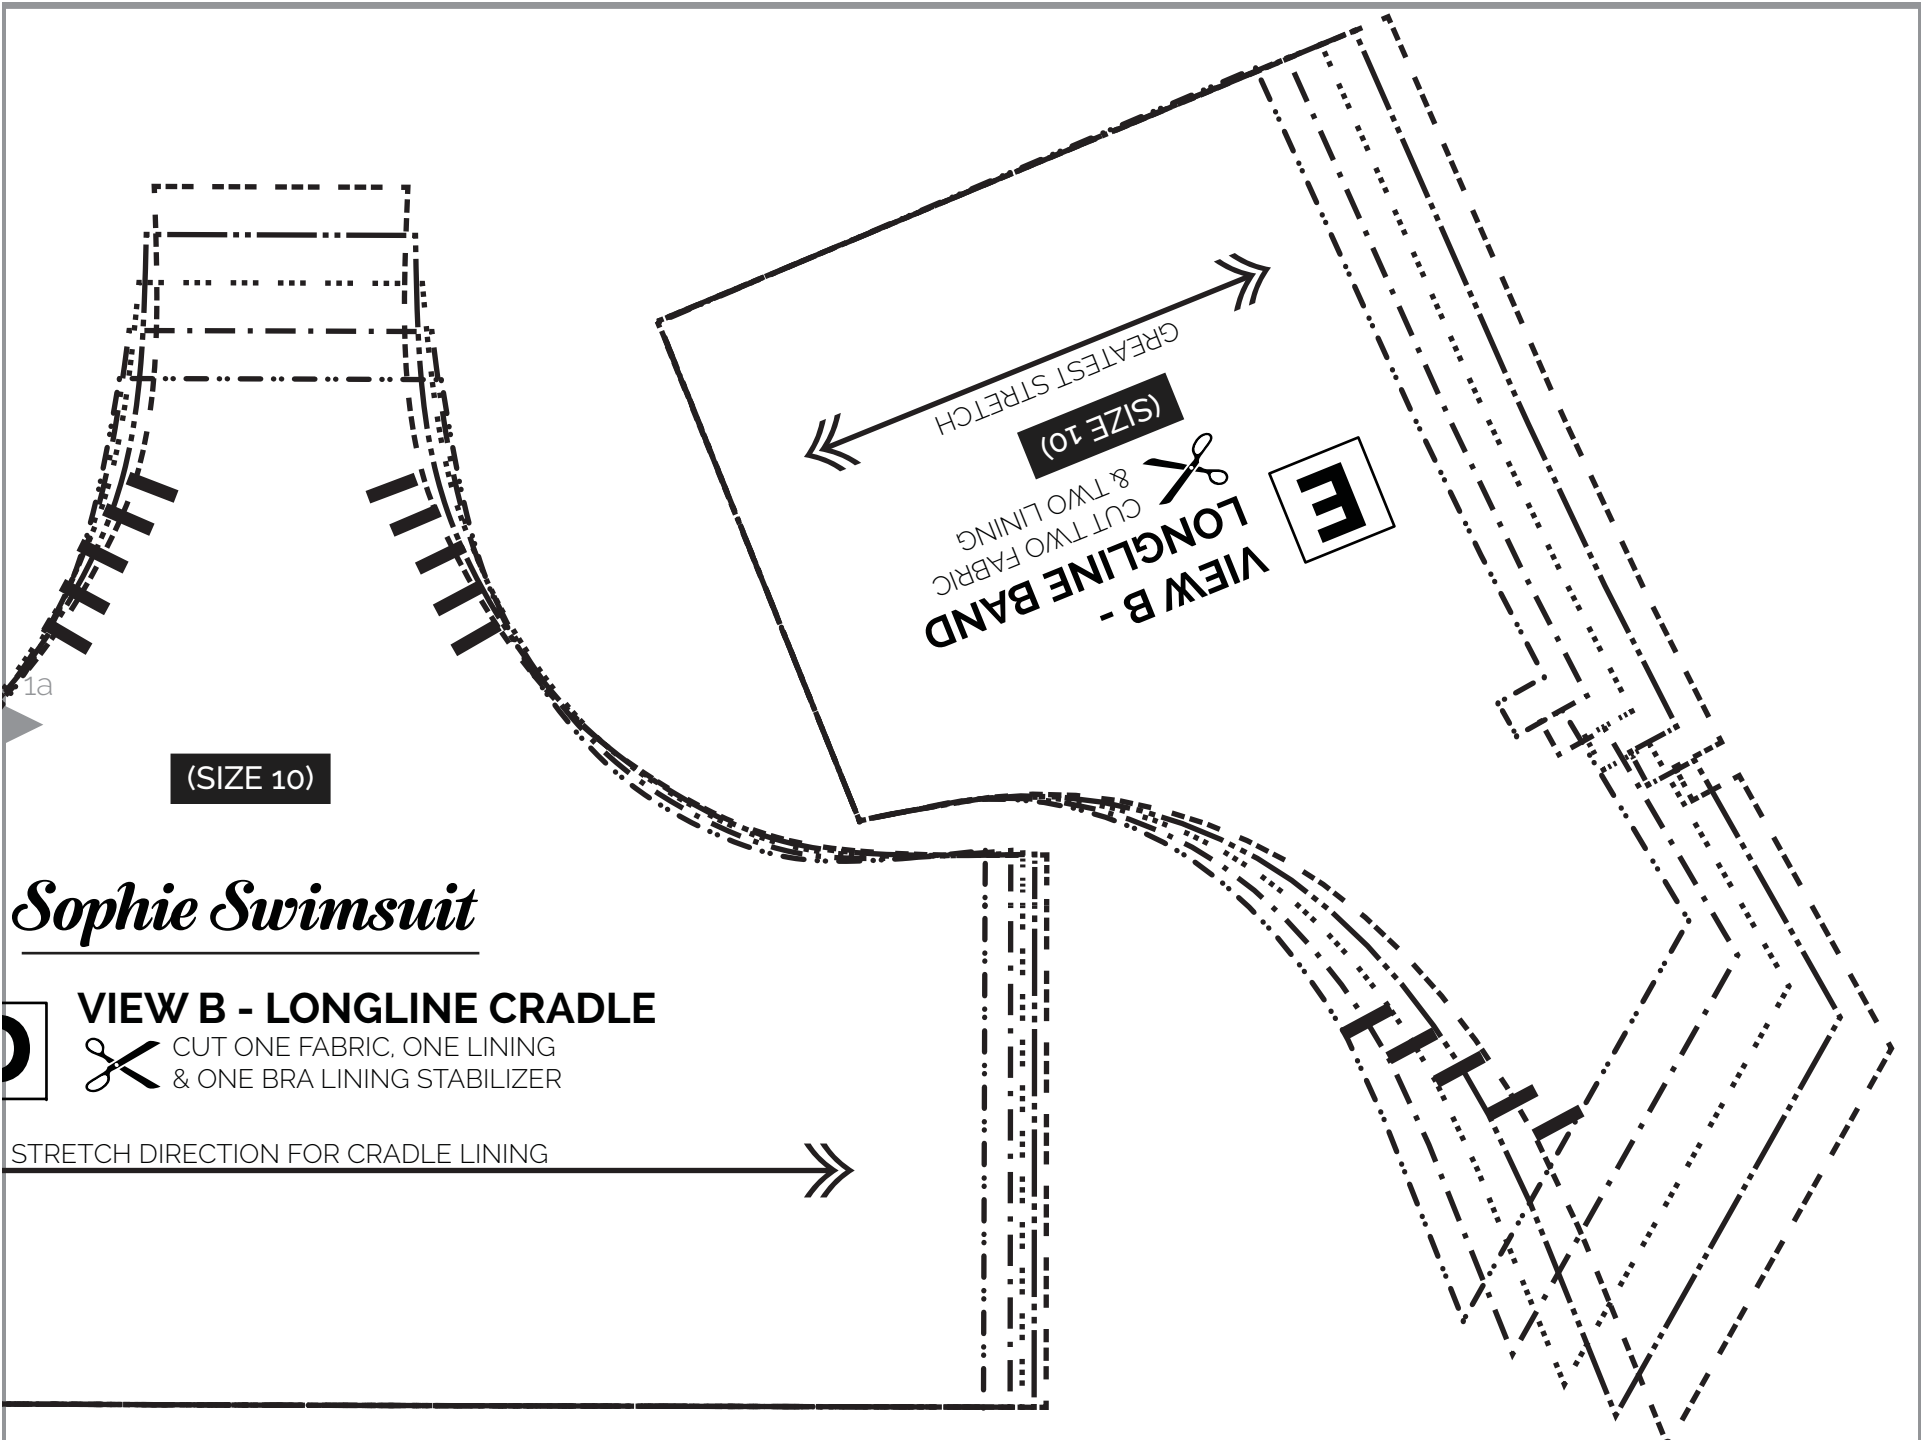 1a
(SIZE 10)
Sophie Swimsuit
D
VIEW B - LONGLINE CRADLE
CUT ONE FABRIC, ONE LINING
& ONE BRA LINING STABILIZER
STRETCH DIRECTION FOR CRADLE LINING
E
VIEW B -
LONGLINE BAND
CUT TWO FABRIC
& TWO LINING
(SIZE 10)
GREATEST STRETCH